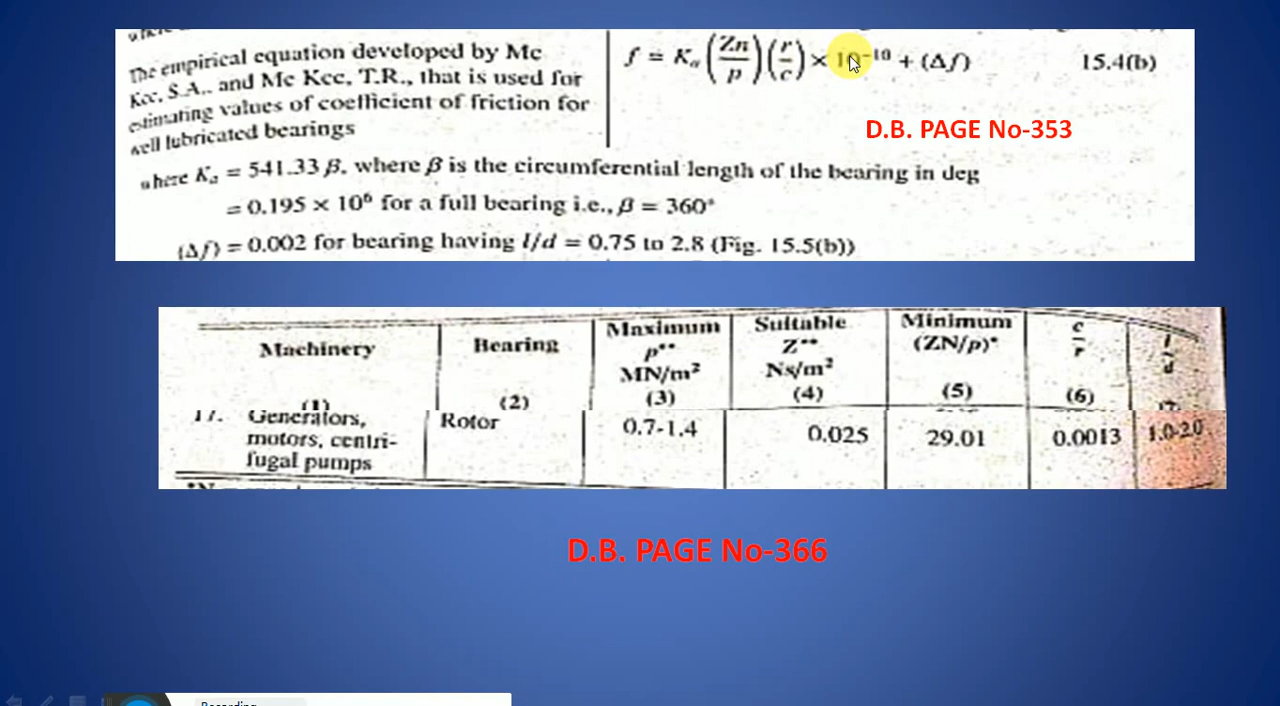 The empirical equation developed by Mc
Kee, S.A., and Mc Kee, T.R., that is used for
estimating values of coefficient of friction for
well lubricated bearings
f = Kₐ (Zn/p)(r/c) × 10⁻¹⁰ + (Δf) 15.4(b)
D.B. PAGE No-353
where Kₐ = 541.33 β, where β is the circumferential length of the bearing in deg
= 0.195 × 10⁶ for a full bearing i.e., β = 360°
(Δf) = 0.002 for bearing having l/d = 0.75 to 2.8 (Fig. 15.5(b))
Machinery Bearing Maximum p** MN/m² Suitable Z** Ns/m² Minimum (ZN/p)* c/r l/d
(1) (2) (3) (4) (5) (6)
17. Generators, Rotor 0.7-1.4 0.025 29.01 0.0013 1.0-2.0
motors, centri-
fugal pumps
D.B. PAGE No-366